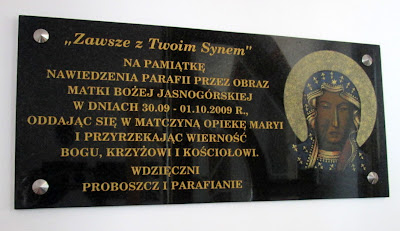 „Zawsze z Twoim Synem"
NA PAMIĄTKĘ
NAWIEDZENIA PARAFII PRZEZ OBRAZ
MATKI BOŻEJ JASNOGÓRSKIEJ
W DNIACH 30.09 - 01.10.2009 R.,
ODDAJĄC SIĘ W MATCZYNĄ OPIEKĘ MARYI
I PRZYRZEKAJĄC WIERNOŚĆ
BOGU, KRZYŻOWI I KOŚCIOŁOWI.
WDZIĘCZNI
PROBOSZCZ I PARAFIANIE